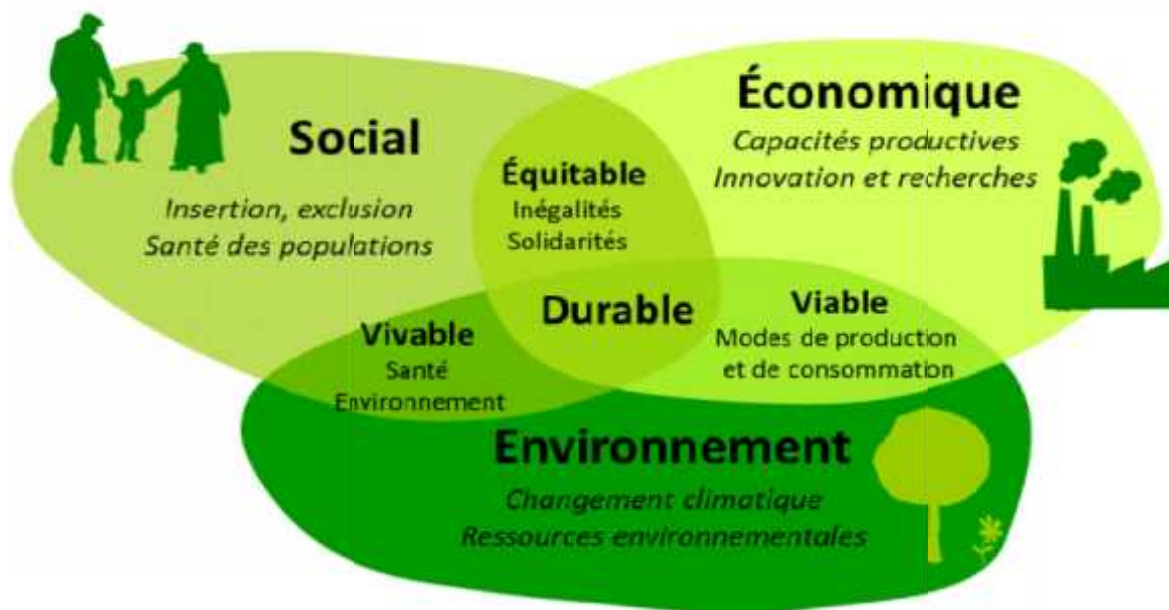 Social
Insertion, exclusion
Santé des populations
Économique
Capacités productives
Innovation et recherches
Équitable
Inégalités
Solidarités
Durable
Vivable
Santé
Environnement
Viable
Modes de production
et de consommation
Environnement
Changement climatique
Ressources environnementales